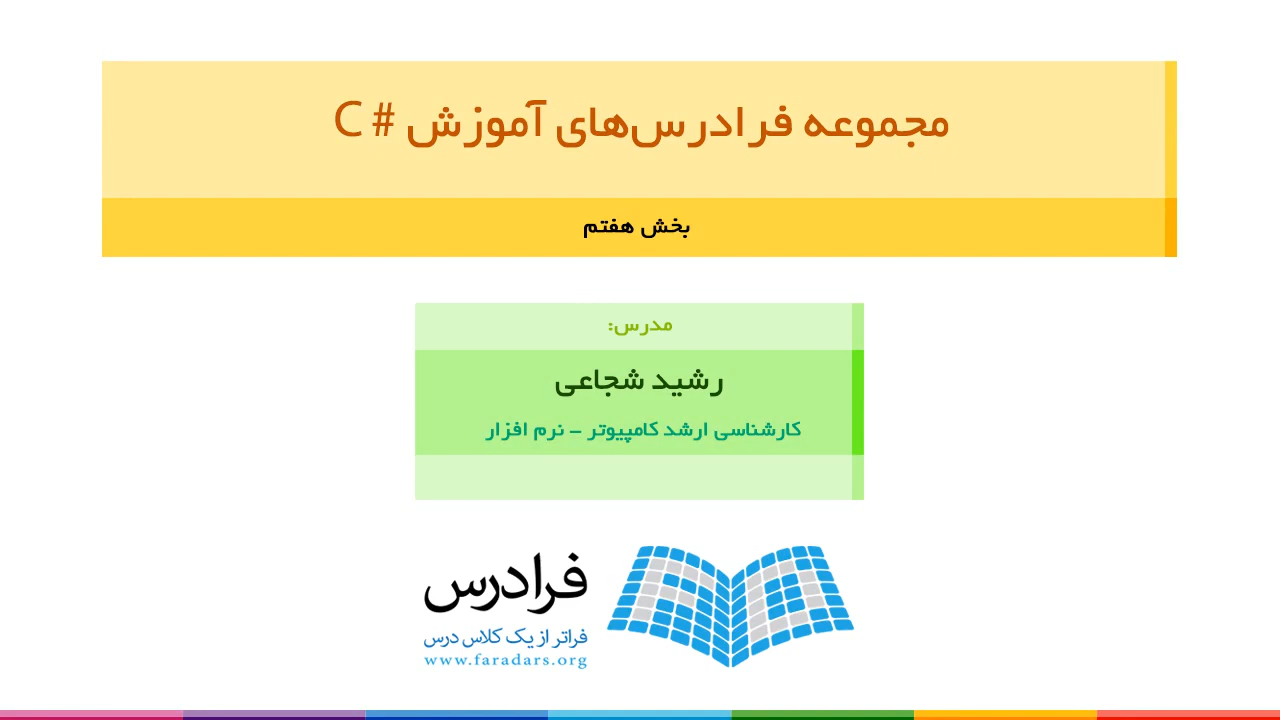 مجموعه فرادرس‌های آموزش C #
بخش هفتم
مدرس:
رشید شجاعی
کارشناسی ارشد کامپیوتر – نرم افزار
فرادرس
فراتر از یک کلاس درس
www.faradars.org